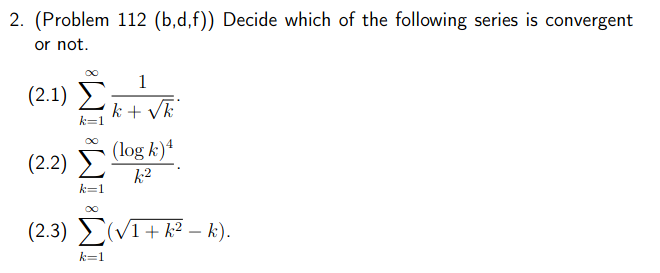 2. (Problem 112 (b,d,f)) Decide which of the following series is convergent
or not.
(2.1) $\sum_{k=1}^{\infty} \frac{1}{k + \sqrt{k}}$.
(2.2) $\sum_{k=1}^{\infty} \frac{(\log k)^4}{k^2}$.
(2.3) $\sum_{k=1}^{\infty} (\sqrt{1 + k^2} - k)$.